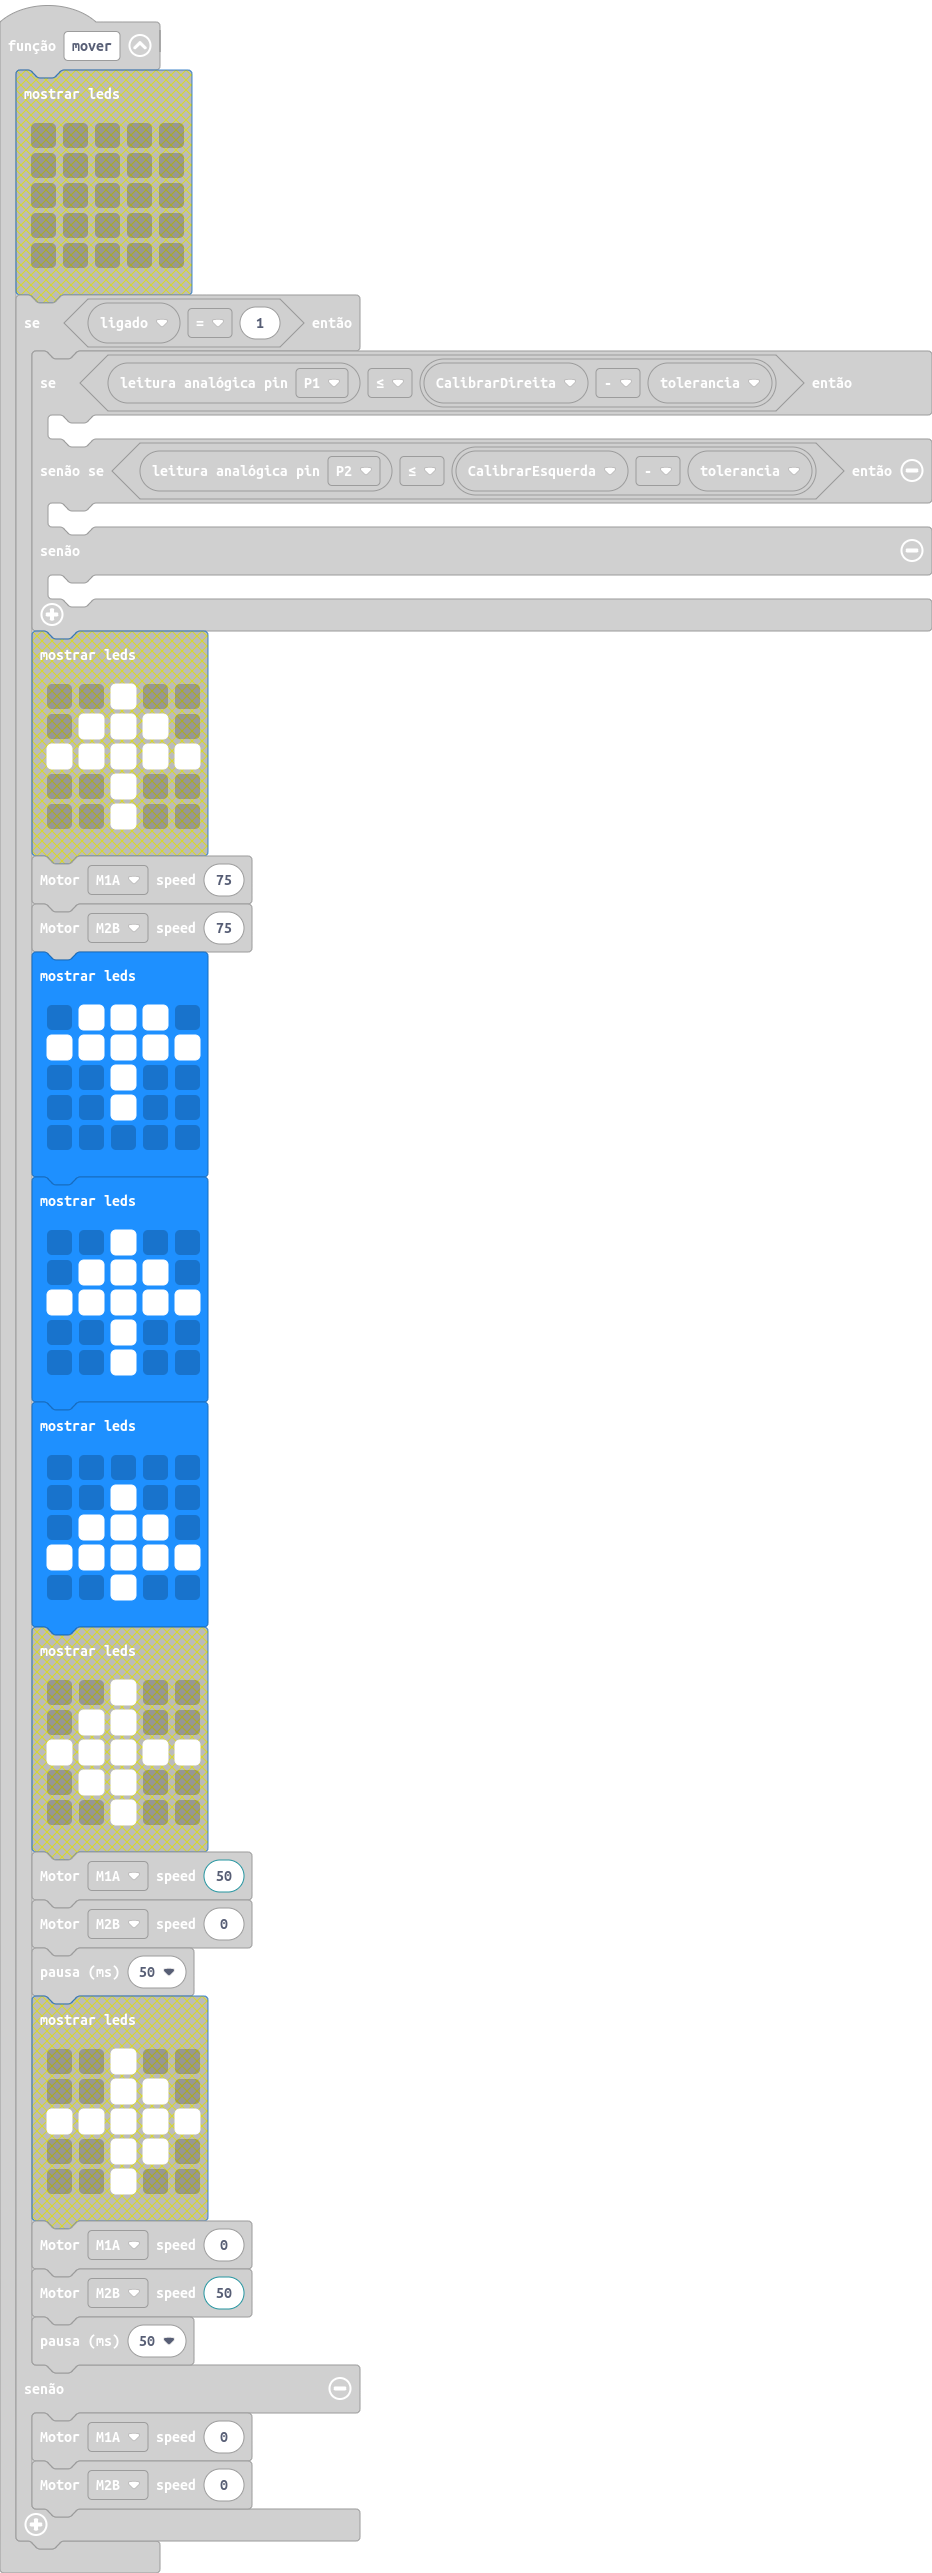 função mover
mostrar leds
se ligado = 1 então
se leitura analógica pin P1 ≤ CalibrarDireita - tolerancia então
senão se leitura analógica pin P2 ≤ CalibrarEsquerda - tolerancia então
senão
mostrar leds
Motor M1A speed 75
Motor M2B speed 75
mostrar leds
mostrar leds
mostrar leds
mostrar leds
Motor M1A speed 50
Motor M2B speed 0
pausa (ms) 50
mostrar leds
Motor M1A speed 0
Motor M2B speed 50
pausa (ms) 50
senão
Motor M1A speed 0
Motor M2B speed 0